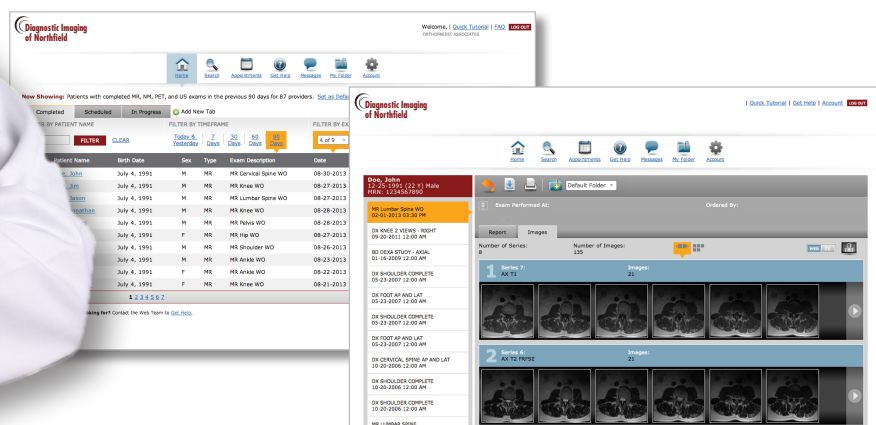 Diagnostic Imaging
of Northfield
Welcome, | Quick Tutorial | FAQ LOG OUT
ORTHOPAEDIC ASSOCIATES
Home Search Appointments Get Help Messages My Folder Account
Now Showing: Patients with completed MR, NM, PET, and US exams in the previous 90 days for 87 providers. Set as Defau
Completed Scheduled In Progress Add New Tab
BY PATIENT NAME FILTER BY TIMEFRAME FILTER BY EX
FILTER CLEAR Today & Yesterday 7 Days 30 Days 60 Days 90 Days 4 of 9
Patient Name Birth Date Sex Type Exam Description Date
John July 4, 1991 M MR MR Cervical Spine WO 08-30-2013
Jim July 4, 1991 M MR MR Knee WO 08-27-2013
Jason July 4, 1991 M MR MR Lumbar Spine WO 08-27-2013
July 4, 1991 M MR MR Knee WO 08-28-2013
July 4, 1991 M MR MR Pelvis WO 08-28-2013
July 4, 1991 F MR MR Hip WO 08-27-2013
July 4, 1991 M MR MR Shoulder WO 08-26-2013
July 4, 1991 M MR MR Ankle WO 08-23-2013
July 4, 1991 F MR MR Ankle WO 08-22-2013
July 4, 1991 F MR MR Knee WO 08-21-2013
1 2 3 4 5 6 7
for? Contact the Web Team to Get Help.
Diagnostic Imaging
of Northfield
| Quick Tutorial | Get Help | Account LOG OUT
Home Search Appointments Get Help Messages My Folder Account
Doe, John
12-25-1991 (22 Y) Male
MRN: 1234567890
Default Folder
MR Lumbar Spine WO
02-01-2013 03:30 PM
DX KNEE 2 VIEWS - RIGHT
09-20-2011 12:00 AM
BD DEXA STUDY - AXIAL
01-16-2009 12:00 AM
DX SHOULDER COMPLETE
05-23-2007 12:00 AM
DX FOOT AP AND LAT
05-23-2007 12:00 AM
DX SHOULDER COMPLETE
05-23-2007 12:00 AM
DX FOOT AP AND LAT
05-23-2007 12:00 AM
DX CERVICAL SPINE AP AND LAT
10-20-2006 12:00 AM
DX SHOULDER COMPLETE
10-20-2006 12:00 AM
DX SHOULDER COMPLETE
10-20-2006 12:00 AM
MR LUMBAR SPINE
Exam Performed At: Ordered By:
Report Images
Number of Series:
8
Number of Images:
135
WEB
1 Series 7:
AX T1
Images:
21
2 Series 6:
AX T2 FRFSE
Images:
21